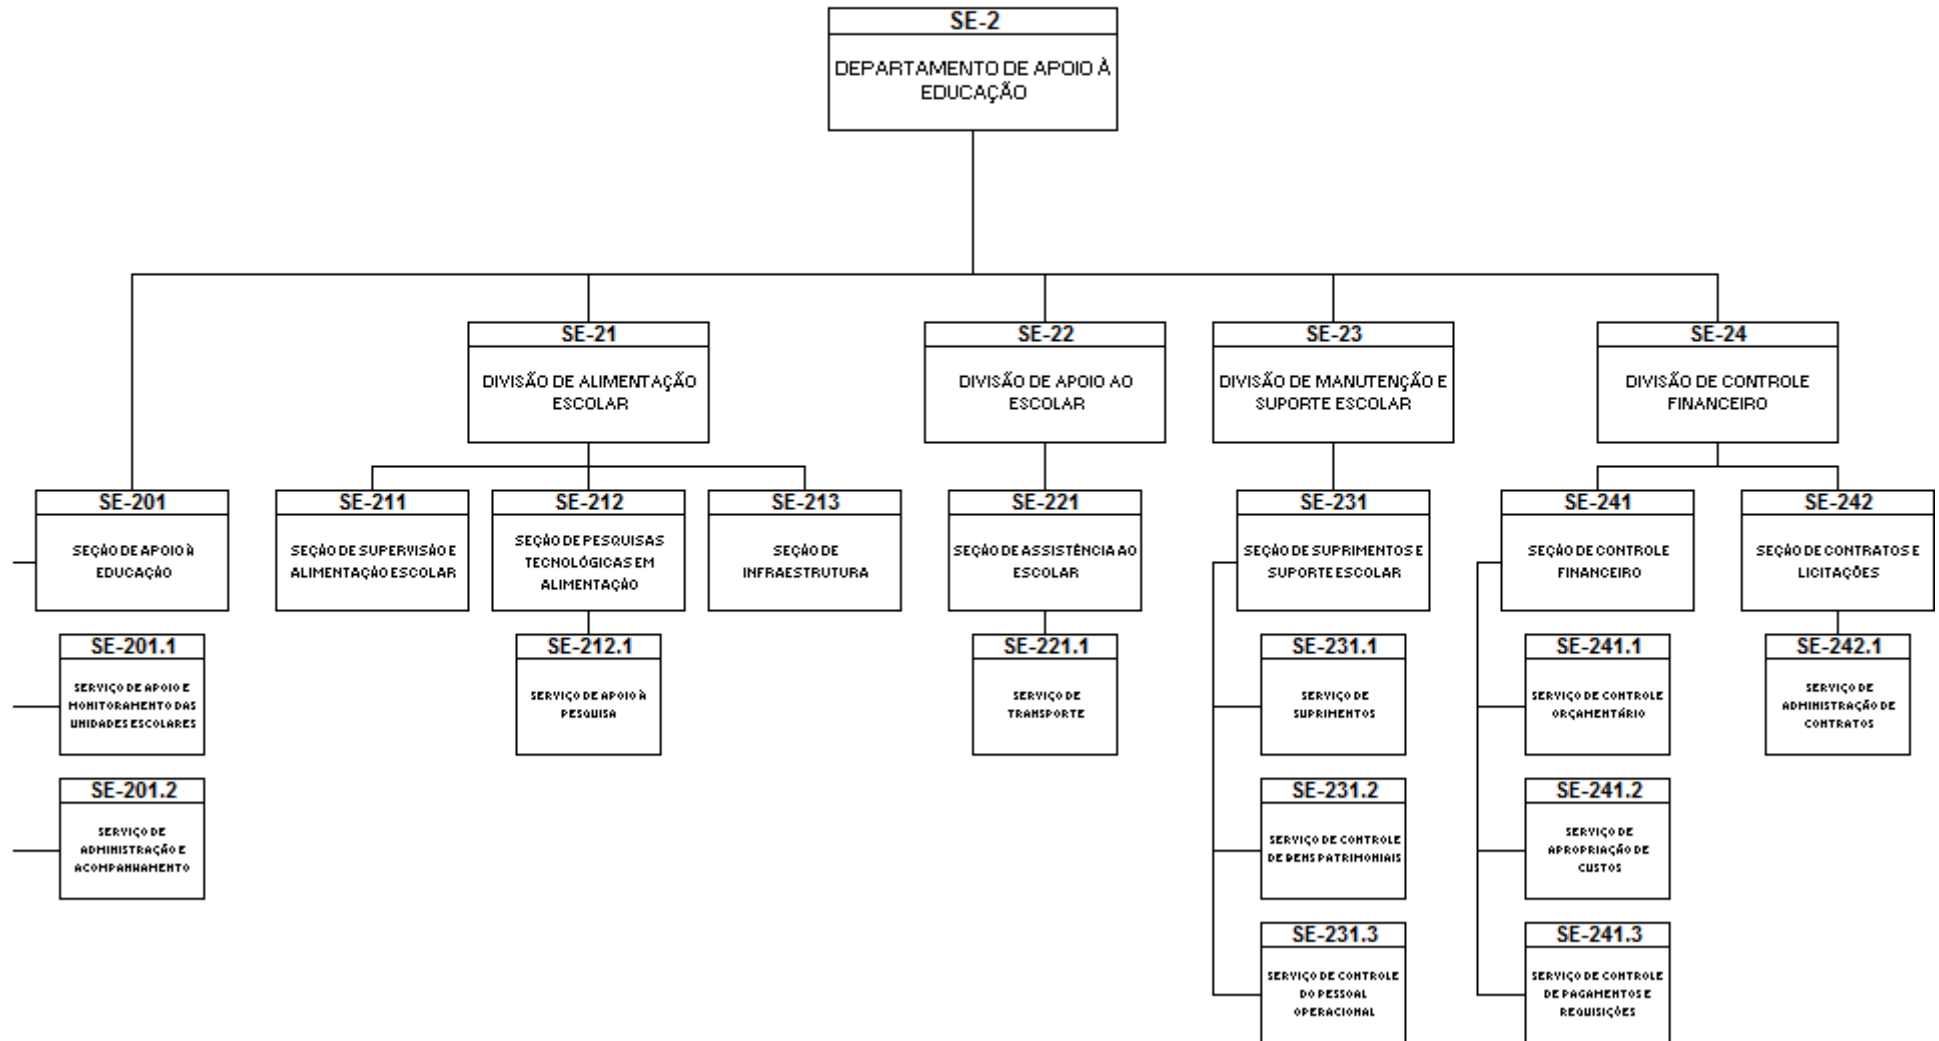 SE-2
DEPARTAMENTO DE APOIO À
EDUCAÇÃO
SE-21
DIVISÃO DE ALIMENTAÇÃO
ESCOLAR
SE-22
DIVISÃO DE APOIO AO
ESCOLAR
SE-23
DIVISÃO DE MANUTENÇÃO E
SUPORTE ESCOLAR
SE-24
DIVISÃO DE CONTROLE
FINANCEIRO
SE-201
SEÇÃO DE APOIO À
EDUCAÇÃO
SE-211
SEÇÃO DE SUPERVISÃO E
ALIMENTAÇÃO ESCOLAR
SE-212
SEÇÃO DE PESQUISAS
TECNOLÓGICAS EM
ALIMENTAÇÃO
SE-213
SEÇÃO DE
INFRAESTRUTURA
SE-221
SEÇÃO DE ASSISTÊNCIA AO
ESCOLAR
SE-231
SEÇÃO DE SUPRIMENTOS E
SUPORTE ESCOLAR
SE-241
SEÇÃO DE CONTROLE
FINANCEIRO
SE-242
SEÇÃO DE CONTRATOS E
LICITAÇÕES
SE-201.1
SERVIÇO DE APOIO E
MONITORAMENTO DAS
UNIDADES ESCOLARES
SE-212.1
SERVIÇO DE APOIO À
PESQUISA
SE-221.1
SERVIÇO DE
TRANSPORTE
SE-231.1
SERVIÇO DE
SUPRIMENTOS
SE-241.1
SERVIÇO DE CONTROLE
ORÇAMENTÁRIO
SE-242.1
SERVIÇO DE
ADMINISTRAÇÃO DE
CONTRATOS
SE-201.2
SERVIÇO DE
ADMINISTRAÇÃO E
ACOMPANHAMENTO
SE-231.2
SERVIÇO DE CONTROLE
DE BENS PATRIMONIAIS
SE-241.2
SERVIÇO DE
APROPRIAÇÃO DE
CUSTOS
SE-231.3
SERVIÇO DE CONTROLE
DO PESSOAL
OPERACIONAL
SE-241.3
SERVIÇO DE CONTROLE
DE PAGAMENTOS E
REQUISIÇÕES